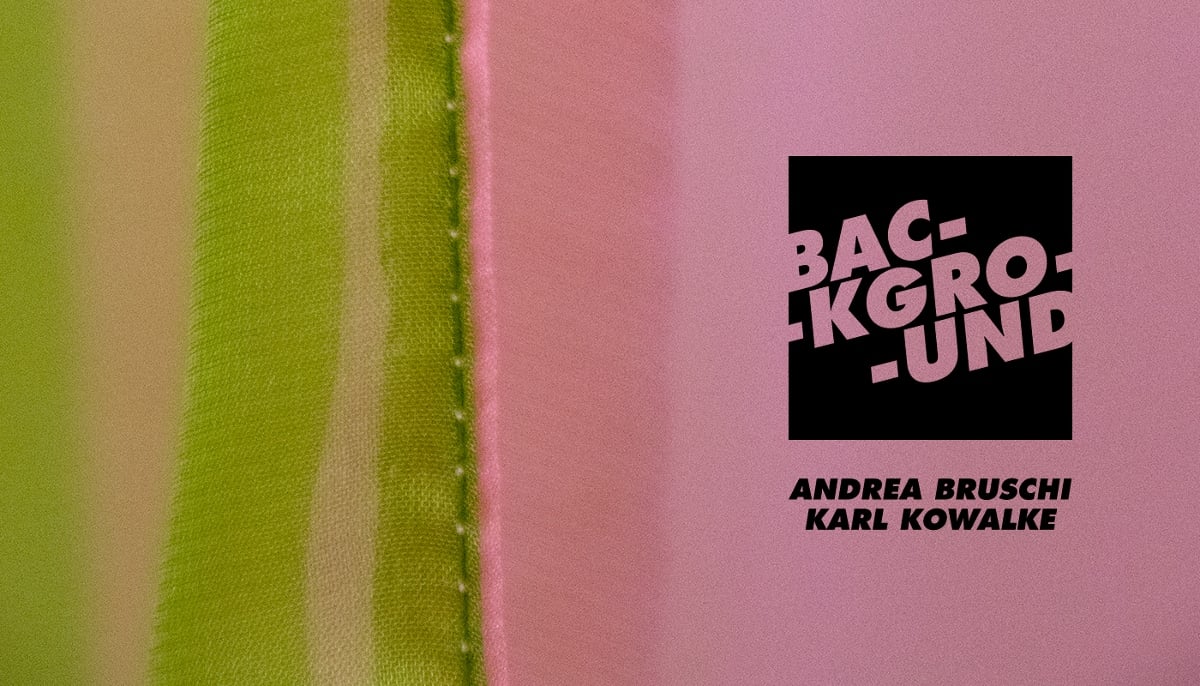 BAC-
-KGRO-
-UND
ANDREA BRUSCHI
KARL KOWALKE